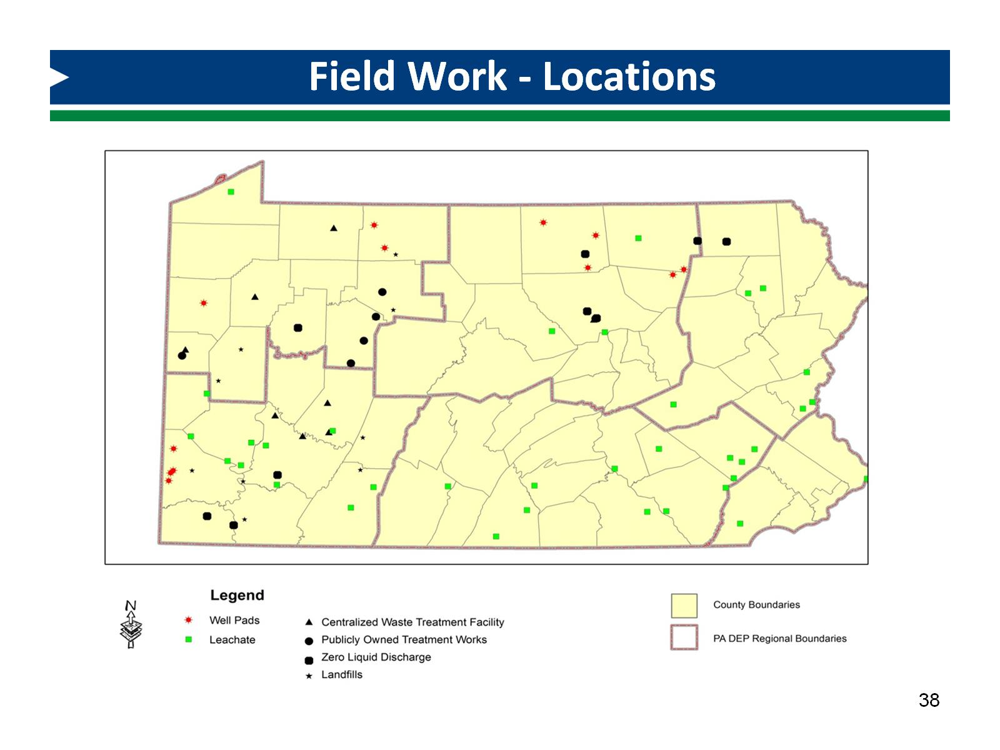 Field Work - Locations
Legend
N
Well Pads
Leachate
Centralized Waste Treatment Facility
Publicly Owned Treatment Works
Zero Liquid Discharge
Landfills
County Boundaries
PA DEP Regional Boundaries
38